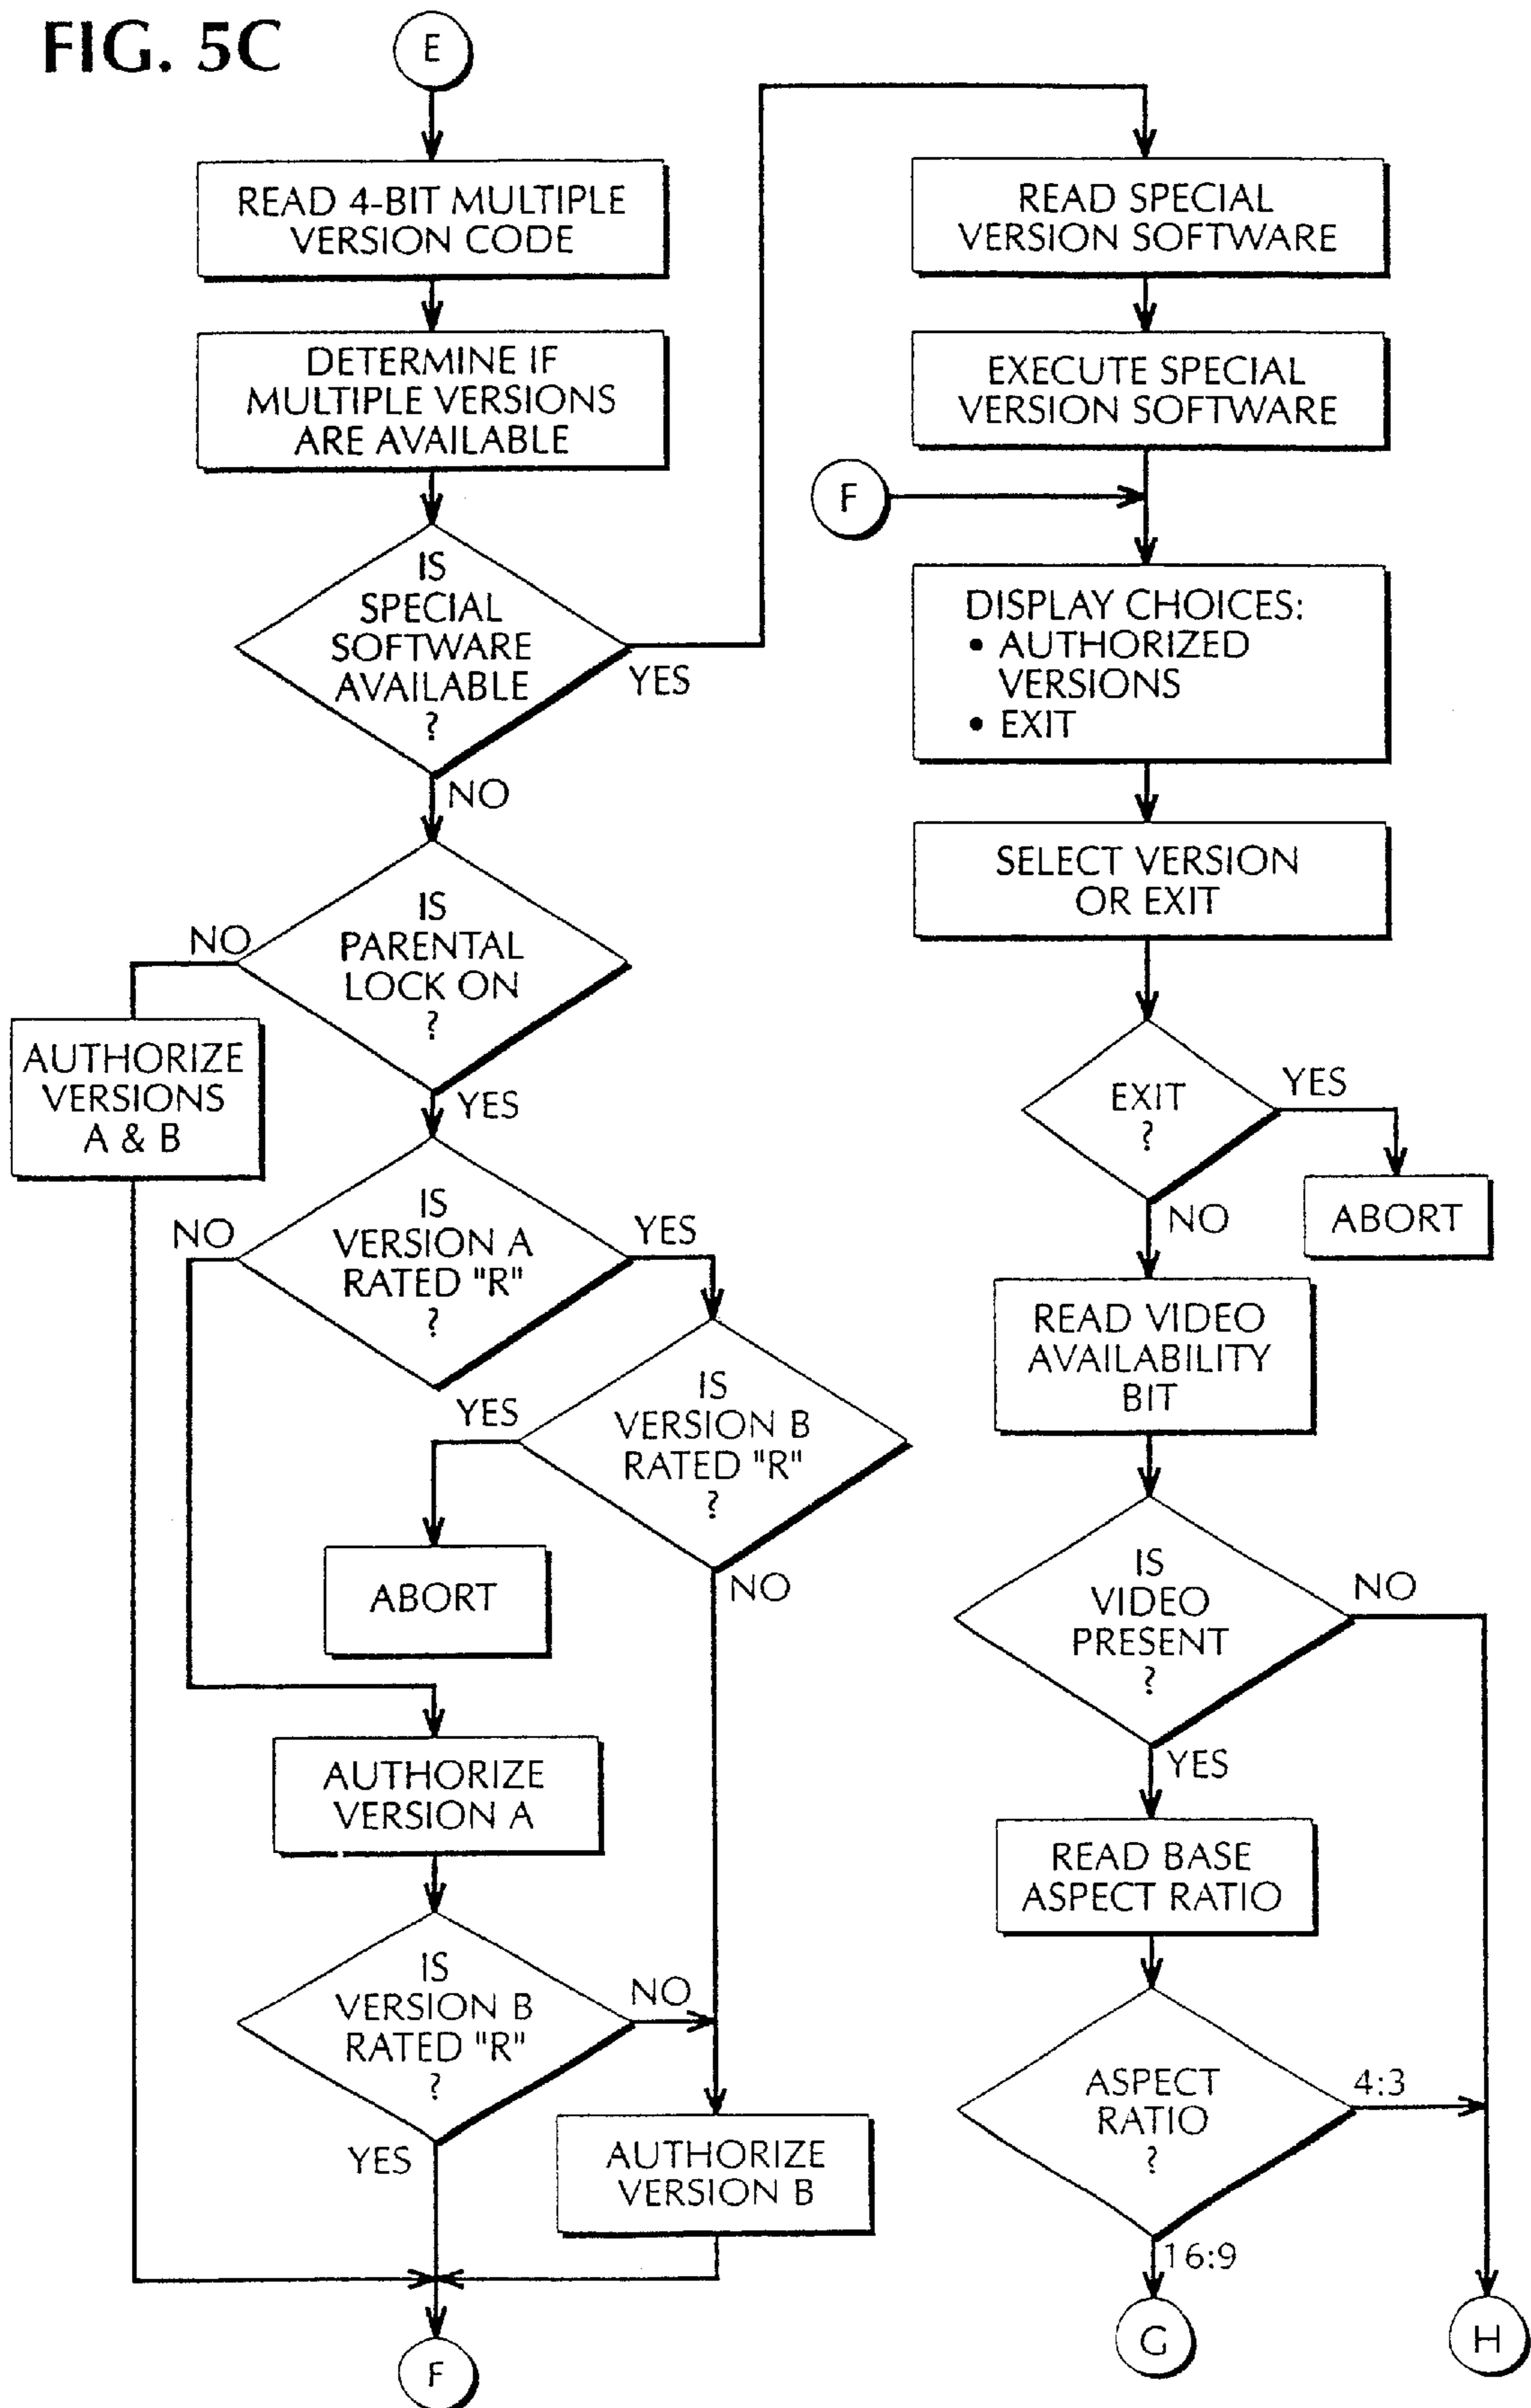 FIG. 5C
E
READ 4-BIT MULTIPLE
VERSION CODE
DETERMINE IF
MULTIPLE VERSIONS
ARE AVAILABLE
IS
SPECIAL
SOFTWARE
AVAILABLE
?
YES
NO
IS
PARENTAL
LOCK ON
?
NO
YES
AUTHORIZE
VERSIONS
A & B
IS
VERSION A
RATED "R"
?
NO
YES
IS
VERSION B
RATED "R"
?
YES
NO
ABORT
AUTHORIZE
VERSION A
IS
VERSION B
RATED "R"
?
NO
YES
AUTHORIZE
VERSION B
F
READ SPECIAL
VERSION SOFTWARE
EXECUTE SPECIAL
VERSION SOFTWARE
F
DISPLAY CHOICES:
• AUTHORIZED
VERSIONS
• EXIT
SELECT VERSION
OR EXIT
EXIT
?
YES
NO
ABORT
READ VIDEO
AVAILABILITY
BIT
IS
VIDEO
PRESENT
?
NO
YES
READ BASE
ASPECT RATIO
ASPECT
RATIO
?
4:3
16:9
G
H